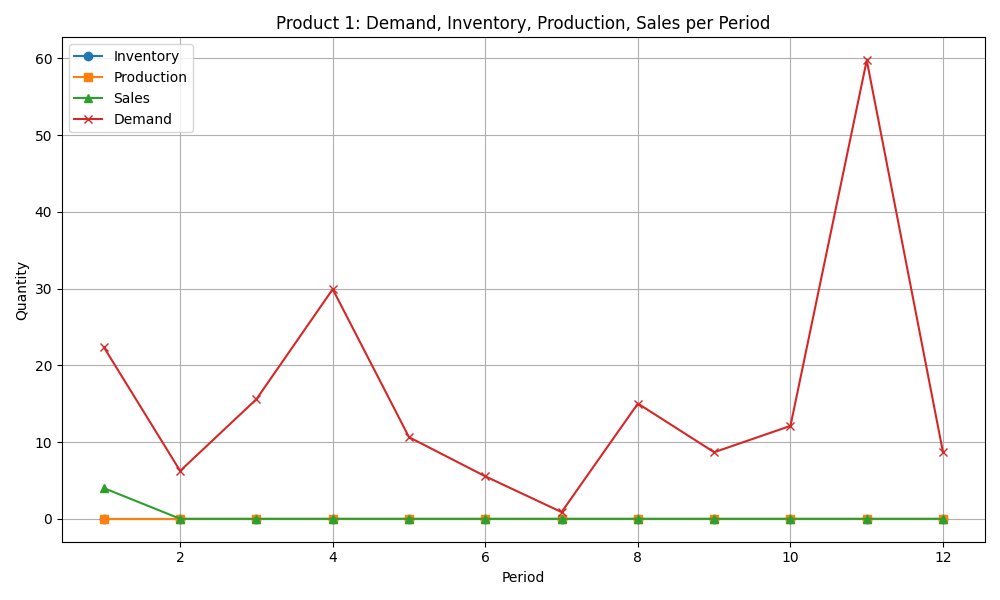 Product 1: Demand, Inventory, Production, Sales per Period
Inventory
Production
Sales
Demand
60
50
40
30
20
10
0
Quantity
2 4 6 8 10 12
Period